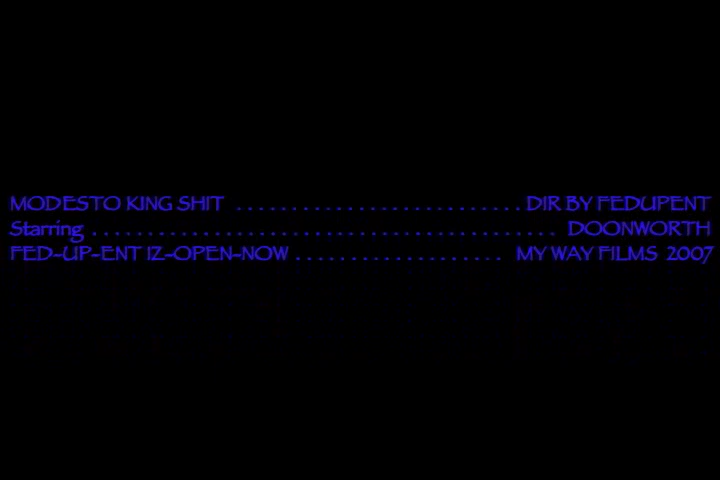 MODESTO KING SHIT .......................... DIR BY FEDUPENT
Starring .......................................... DOONWORTH
FED-UP-ENT IZ-OPEN-NOW ................... MY WAY FILMS 2007